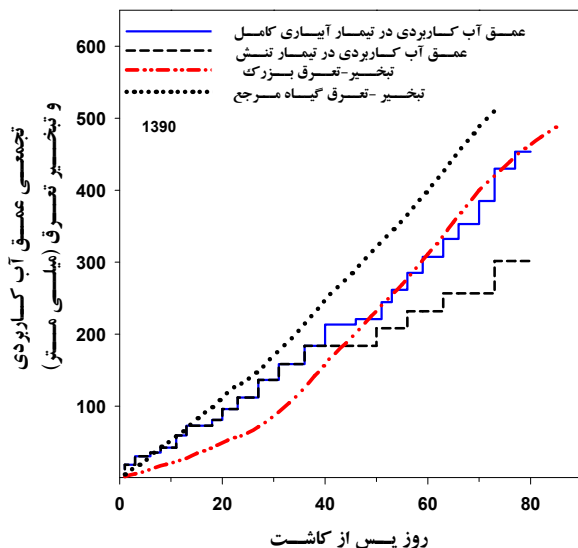 عمق آب کاربردی در تیمار آبیاری کامل
عمق آب کاربردی در تیمار تنش
تبخیر-تعرق بزرك
تبخیر -تعرق گیاه مرجع
1390
تجمعی عمق آب کاربردی
و تبخیر تعرق (میلی متر)
600
500
400
300
200
100
0 20 40 60 80
روز پس از کاشت